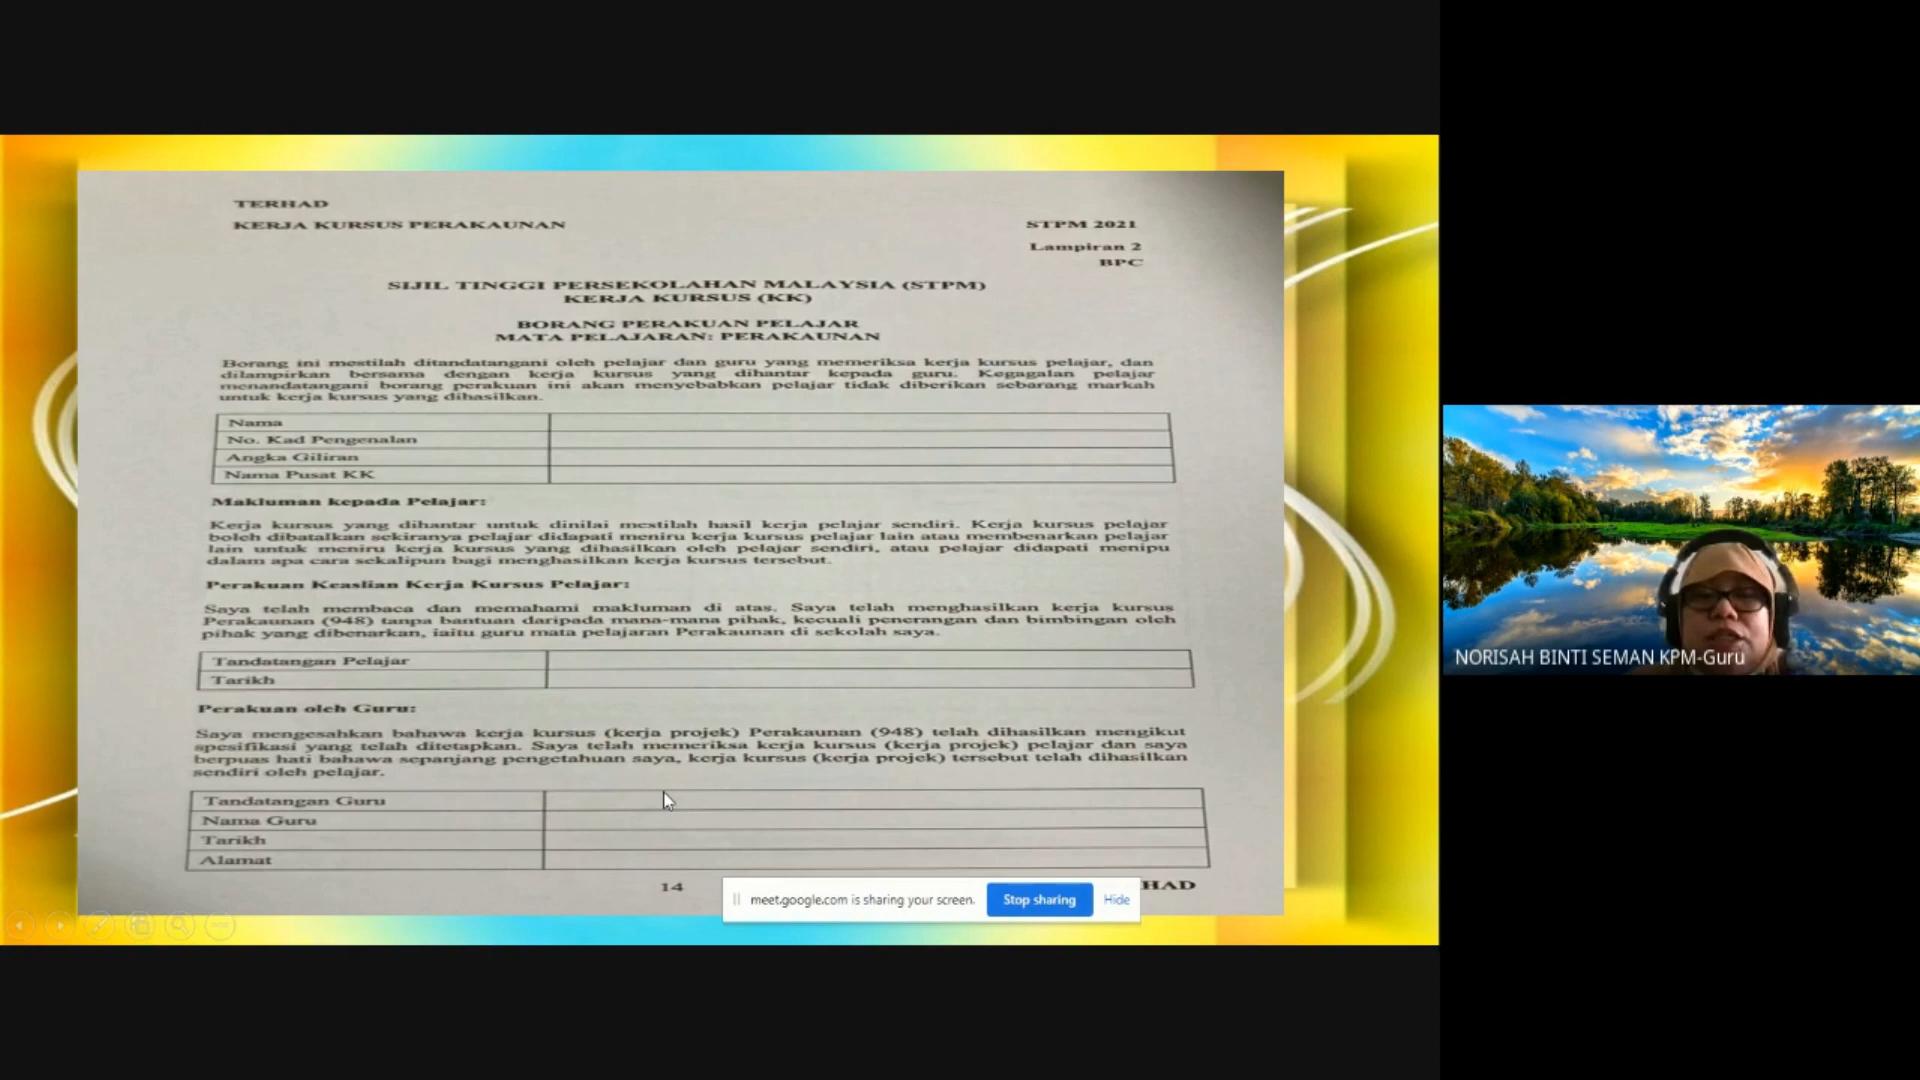 TERHAD
KERJA KURSUS PERAKAUNAN
STPM 2021
Lampiran 2
BPC
SIJIL TINGGI PERSEKOLAHAN MALAYSIA (STPM)
KERJA KURSUS (KK)
BORANG PERAKUAN PELAJAR
MATA PELAJARAN: PERAKAUNAN
Borang ini mestilah ditandatangani oleh pelajar dan guru yang memeriksa kerja kursus pelajar, dan
dilampirkan bersama dengan kerja kursus yang dihantar kepada guru. Kegagalan pelajar
menandatangani borang perakuan ini akan menyebabkan pelajar tidak diberikan sebarang markah
untuk kerja kursus yang dihasilkan.
Nama
No. Kad Pengenalan
Angka Giliran
Nama Pusat KK
Makluman kepada Pelajar:
Kerja kursus yang dihantar untuk dinilai mestilah hasil kerja pelajar sendiri. Kerja kursus pelajar
boleh dibatalkan sekiranya pelajar didapati meniru kerja kursus pelajar lain atau membenarkan pelajar
lain untuk meniru kerja kursus yang dihasilkan oleh pelajar sendiri, atau pelajar didapati menipu
dalam apa cara sekalipun bagi menghasilkan kerja kursus tersebut.
Perakuan Keaslian Kerja Kursus Pelajar:
Saya telah membaca dan memahami makluman di atas. Saya telah menghasilkan kerja kursus
Perakaunan (948) tanpa bantuan daripada mana-mana pihak, kecuali penerangan dan bimbingan oleh
pihak yang dibenarkan, iaitu guru mata pelajaran Perakaunan di sekolah saya.
Tandatangan Pelajar
Tarikh
Perakuan oleh Guru:
Saya mengesahkan bahawa kerja kursus (kerja projek) Perakaunan (948) telah dihasilkan mengikut
spesifikasi yang telah ditetapkan. Saya telah memeriksa kerja kursus (kerja projek) pelajar dan saya
berpuas hati bahawa sepanjang pengetahuan saya, kerja kursus (kerja projek) tersebut telah dihasilkan
sendiri oleh pelajar.
Tandatangan Guru
Nama Guru
Tarikh
Alamat
14
HAD
meet.google.com is sharing your screen.
Stop sharing
Hide
NORISAH BINTI SEMAN KPM-Guru